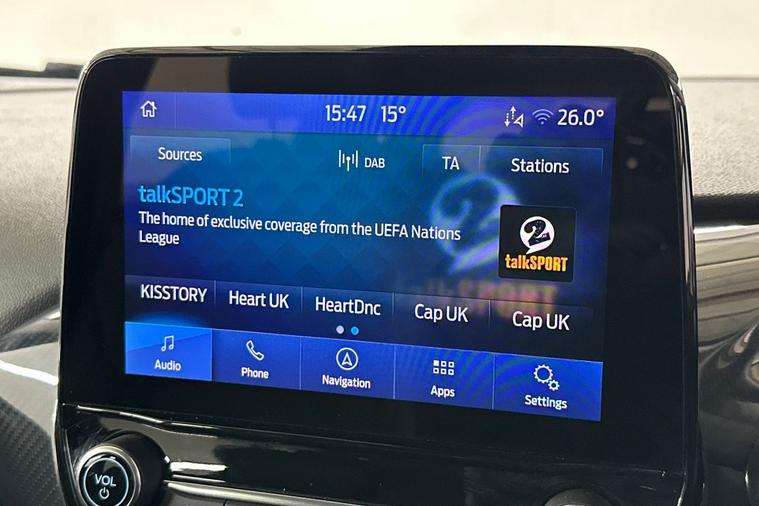 15:47 15° 26.0°
Sources DAB TA Stations
talkSPORT 2
The home of exclusive coverage from the UEFA Nations
League
2
talkSPORT
KISSTORY Heart UK HeartDnc Cap UK Cap UK
Audio Phone Navigation Apps Settings
VOL